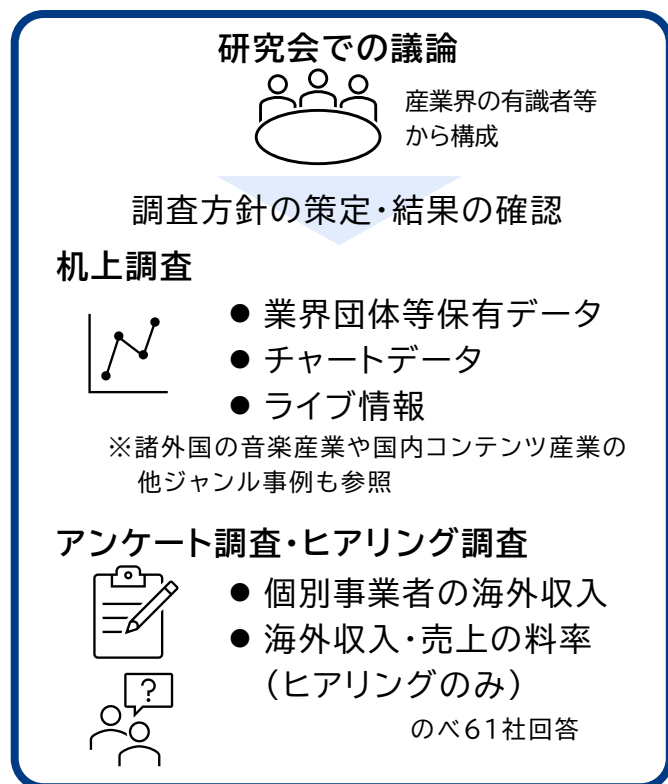 研究会での議論
産業界の有識者等
から構成
調査方針の策定・結果の確認
机上調査
● 業界団体等保有データ
● チャートデータ
● ライブ情報
※諸外国の音楽産業や国内コンテンツ産業の
他ジャンル事例も参照
アンケート調査・ヒアリング調査
● 個別事業者の海外収入
● 海外収入・売上の料率
（ヒアリングのみ）
?
のべ61社回答